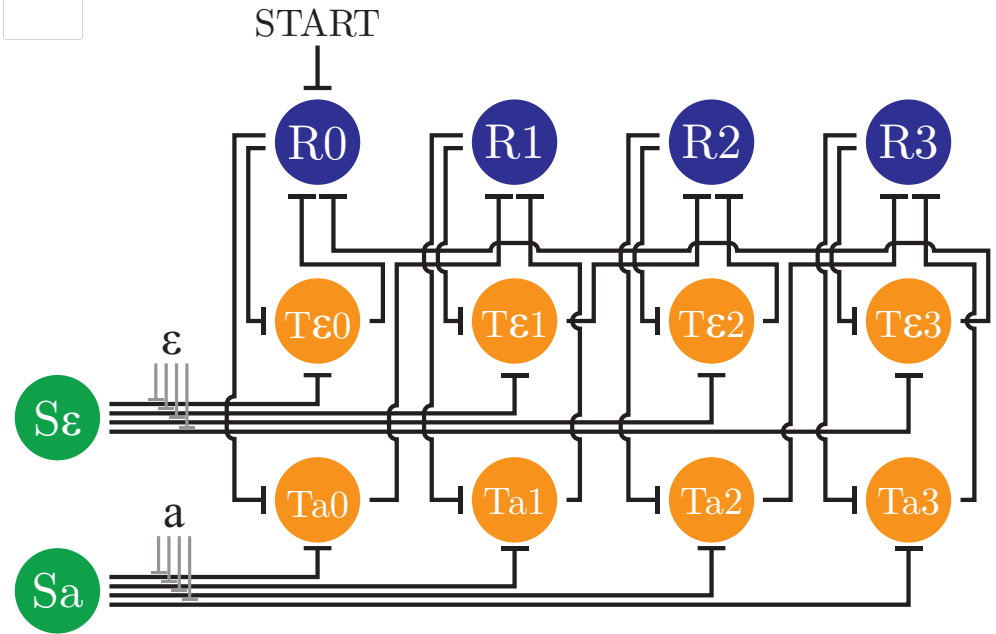 START
R0 R1 R2 R3
Tε0 Tε1 Tε2 Tε3
ε
Sε
Ta0 Ta1 Ta2 Ta3
a
Sa